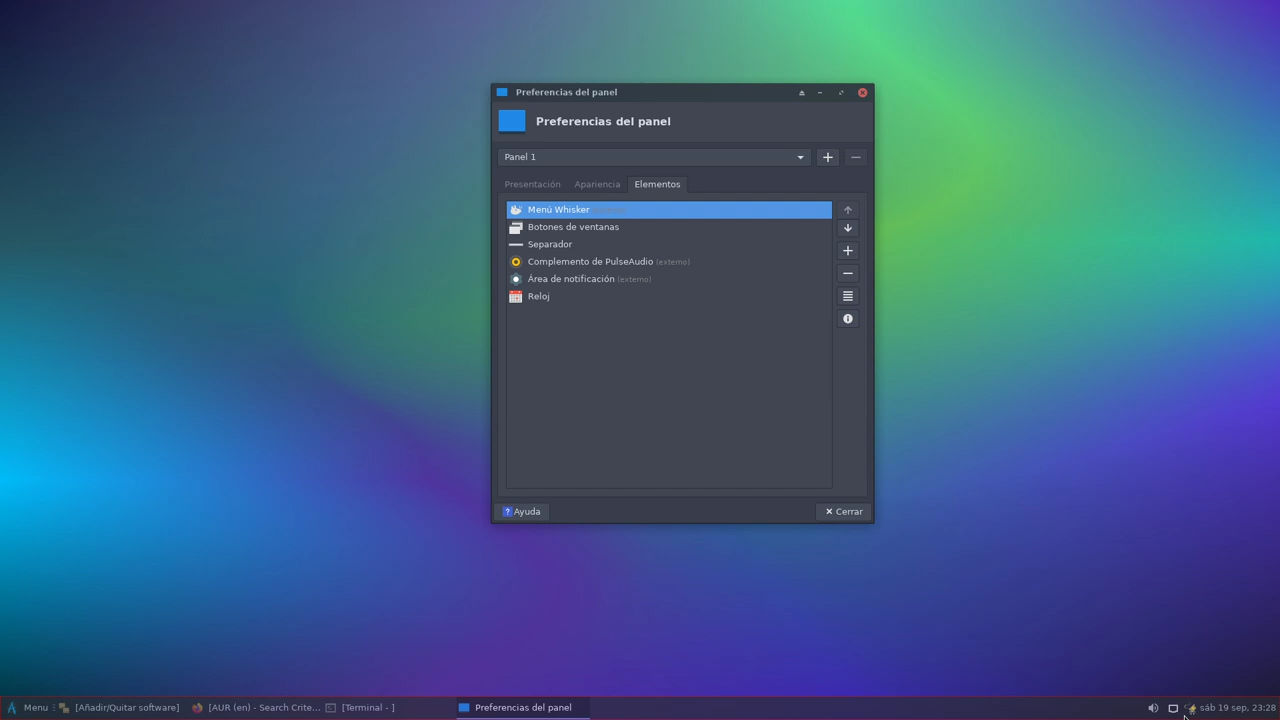 Preferencias del panel
Preferencias del panel
Panel 1
Presentación Apariencia Elementos
Menú Whisker
Botones de ventanas
Separador
Complemento de PulseAudio (externo)
Área de notificación (externo)
Reloj
Ayuda Cerrar
Menu [Añadir/Quitar software] [AUR (en) - Search Crite... [Terminal - ] Preferencias del panel sáb 19 sep, 23:28